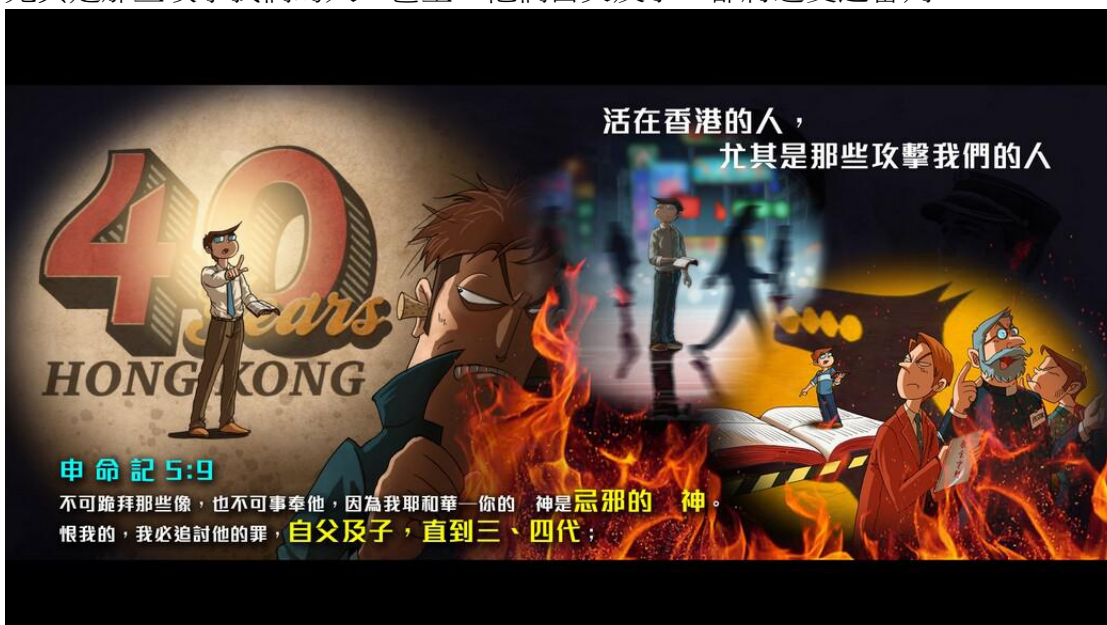 40
Years
HONG KONG
活在香港的人，
尤其是那些攻擊我們的人
申命記 5:9
不可跪拜那些像，也不可事奉他，因為我耶和華─你的　神是忌邪的　神。
恨我的，我必追討他的罪，自父及子，直到三、四代；